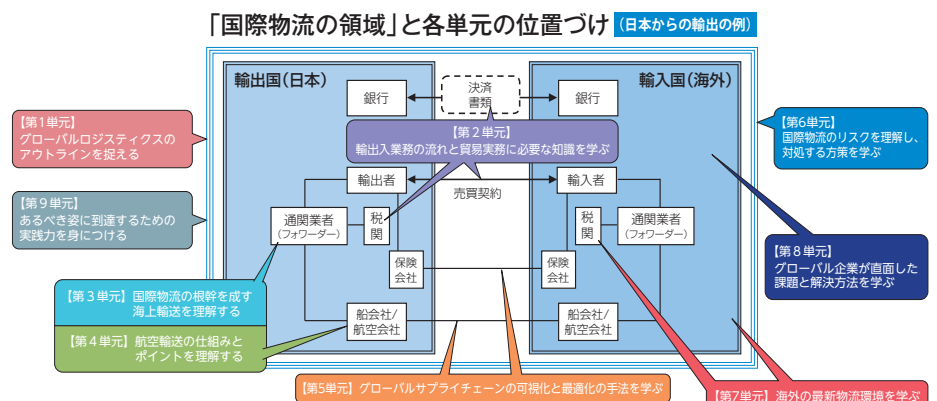 「国際物流の領域」と各単元の位置づけ (日本からの輸出の例)
輸出国(日本)
輸入国(海外)
銀行
決済
書類
銀行
【第1単元】
グローバルロジスティクスの
アウトラインを捉える
【第2単元】
輸出入業務の流れと貿易実務に必要な知識を学ぶ
【第6単元】
国際物流のリスクを理解し、
対処する方策を学ぶ
輸出者
売買契約
輸入者
【第9単元】
あるべき姿に到達するための
実践力を身につける
通関業者
(フォワーダー)
税
関
税
関
通関業者
(フォワーダー)
【第8単元】
グローバル企業が直面した
課題と解決方法を学ぶ
保険
会社
保険
会社
【第3単元】国際物流の根幹を成す
海上輸送を理解する
【第4単元】航空輸送の仕組みと
ポイントを理解する
船会社/
航空会社
船会社/
航空会社
【第5単元】グローバルサプライチェーンの可視化と最適化の手法を学ぶ
【第7単元】海外の最新物流環境を学ぶ